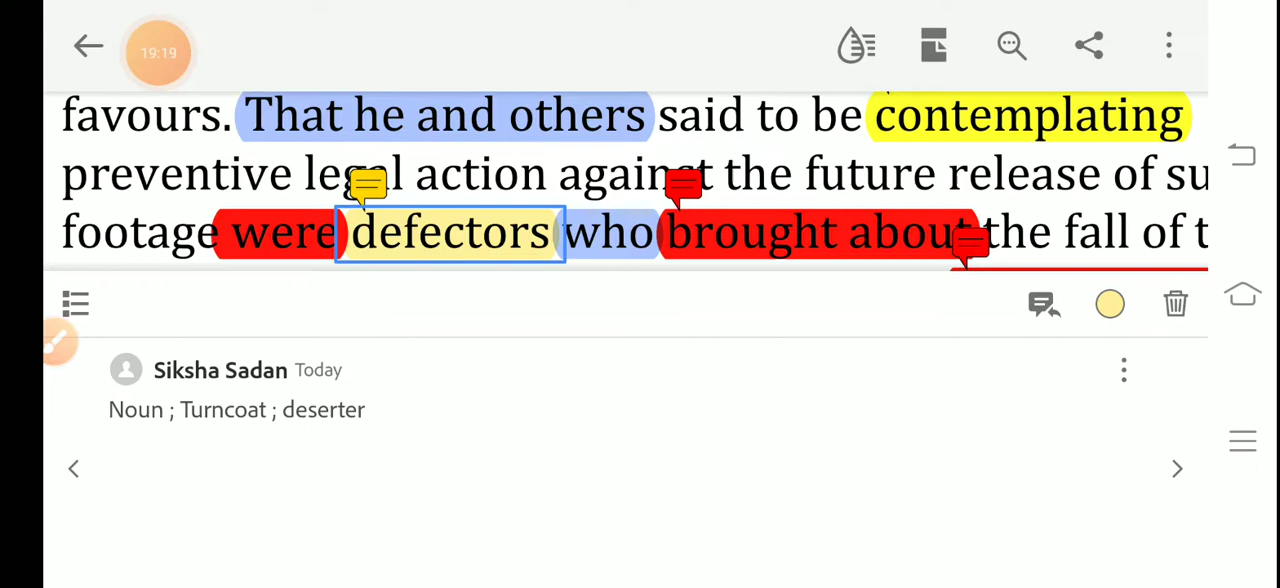 19:19
favours. That he and others said to be contemplating
preventive legal action against the future release of su
footage were defectors who brought about the fall of t
Siksha Sadan Today
Noun ; Turncoat ; deserter